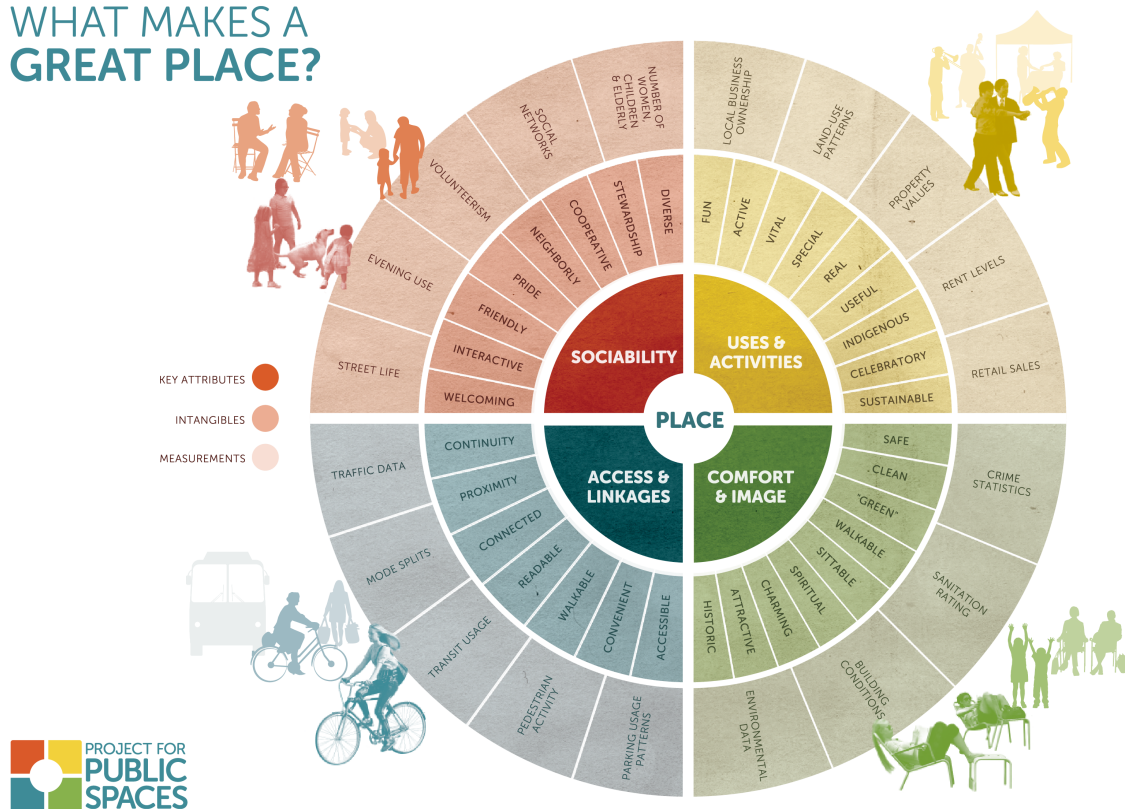 WHAT MAKES A
GREAT PLACE?
KEY ATTRIBUTES
INTANGIBLES
MEASUREMENTS
PLACE
SOCIABILITY
WELCOMING
INTERACTIVE
FRIENDLY
PRIDE
NEIGHBORLY
COOPERATIVE
STEWARDSHIP
DIVERSE
STREET LIFE
EVENING USE
VOLUNTEERISM
SOCIAL
NETWORKS
NUMBER OF
WOMEN,
CHILDREN
& ELDERLY
USES &
ACTIVITIES
FUN
ACTIVE
VITAL
SPECIAL
REAL
USEFUL
INDIGENOUS
CELEBRATORY
SUSTAINABLE
LOCAL BUSINESS
OWNERSHIP
LAND-USE
PATTERNS
PROPERTY
VALUES
RENT LEVELS
RETAIL SALES
COMFORT
& IMAGE
SAFE
CLEAN
"GREEN"
WALKABLE
SITTABLE
SPIRITUAL
CHARMING
ATTRACTIVE
HISTORIC
CRIME
STATISTICS
SANITATION
RATING
BUILDING
CONDITIONS
ENVIRONMENTAL
DATA
ACCESS &
LINKAGES
CONTINUITY
PROXIMITY
CONNECTED
READABLE
WALKABLE
CONVENIENT
ACCESSIBLE
TRAFFIC DATA
MODE SPLITS
TRANSIT USAGE
PEDESTRIAN
ACTIVITY
PARKING USAGE
PATTERNS
PROJECT FOR
PUBLIC
SPACES